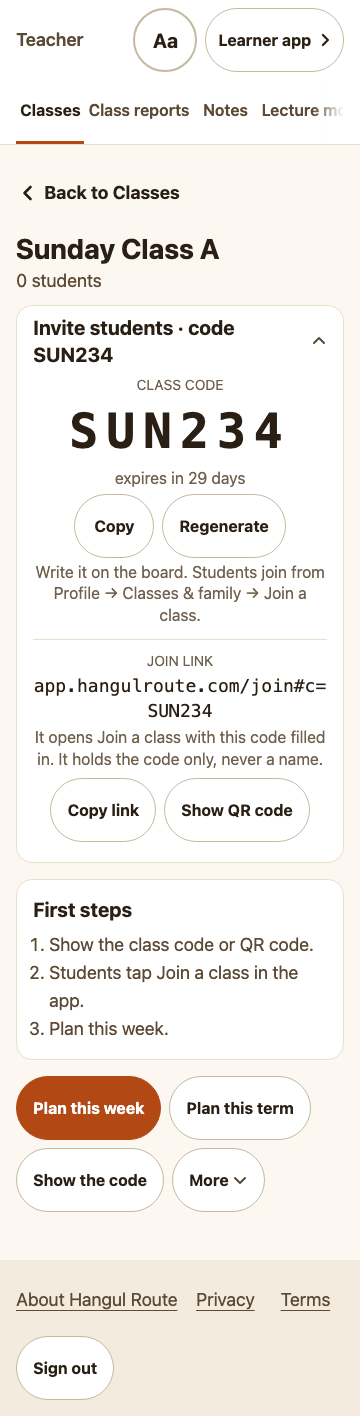 Teacher
Aa
Learner app
Classes Class reports Notes Lecture
Back to Classes
Sunday Class A
0 students
Invite students · code
SUN234
CLASS CODE
SUN234
expires in 29 days
Copy
Regenerate
Write it on the board. Students join from
Profile → Classes & family → Join a
class.
JOIN LINK
app.hangulroute.com/join#c=
SUN234
It opens Join a class with this code filled
in. It holds the code only, never a name.
Copy link
Show QR code
First steps
1. Show the class code or QR code.
2. Students tap Join a class in the
app.
3. Plan this week.
Plan this week
Plan this term
Show the code
More
About Hangul Route Privacy Terms
Sign out